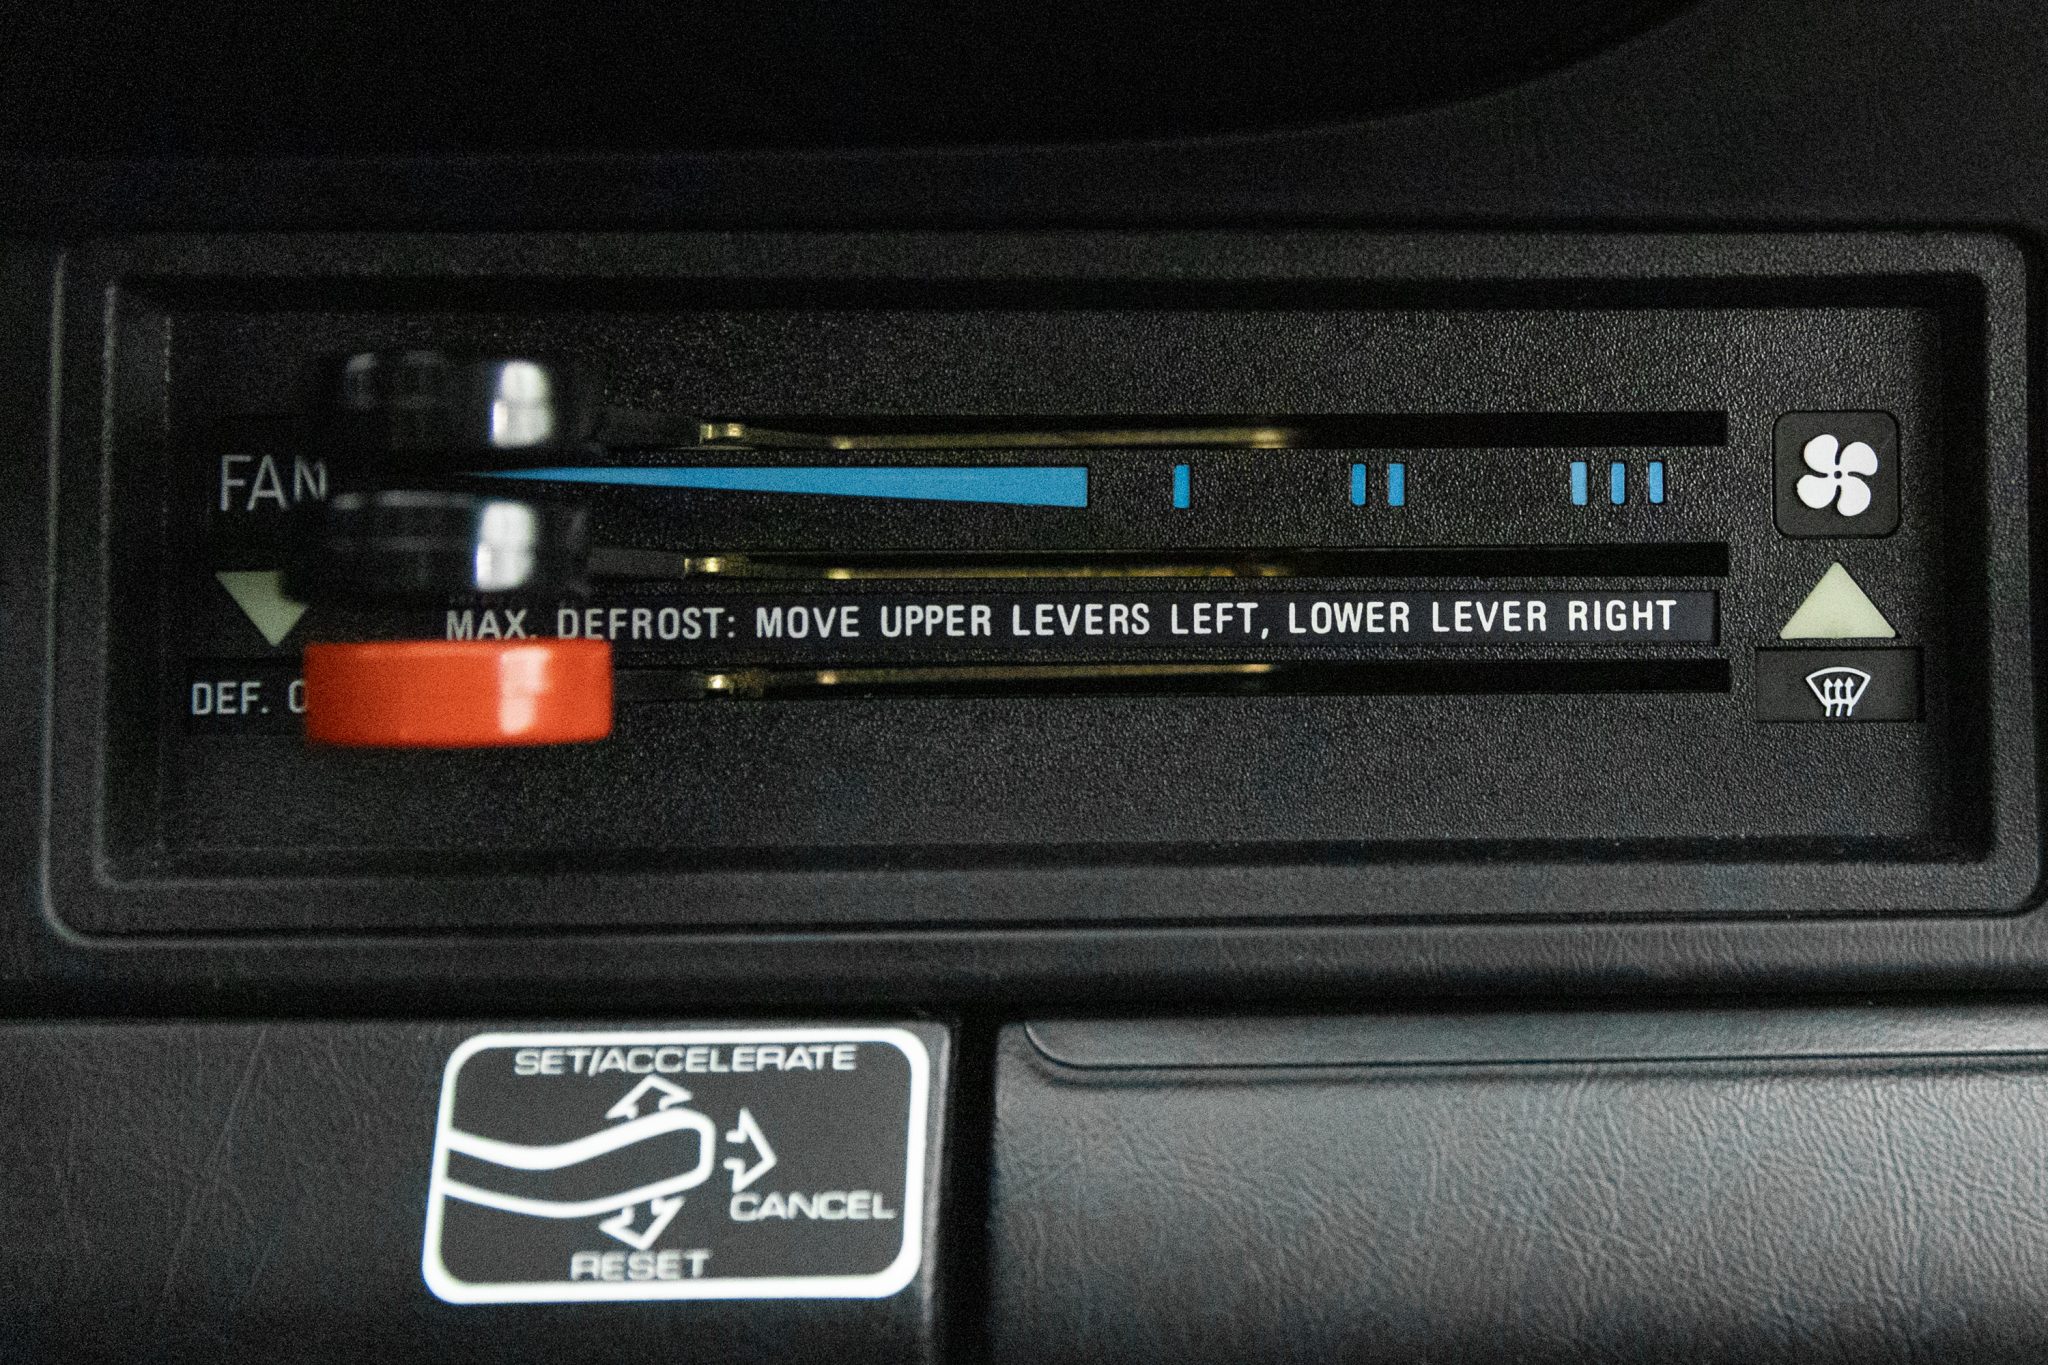 FAN
MAX. DEFROST: MOVE UPPER LEVERS LEFT, LOWER LEVER RIGHT
DEF.
SET/ACCELERATE
CANCEL
RESET